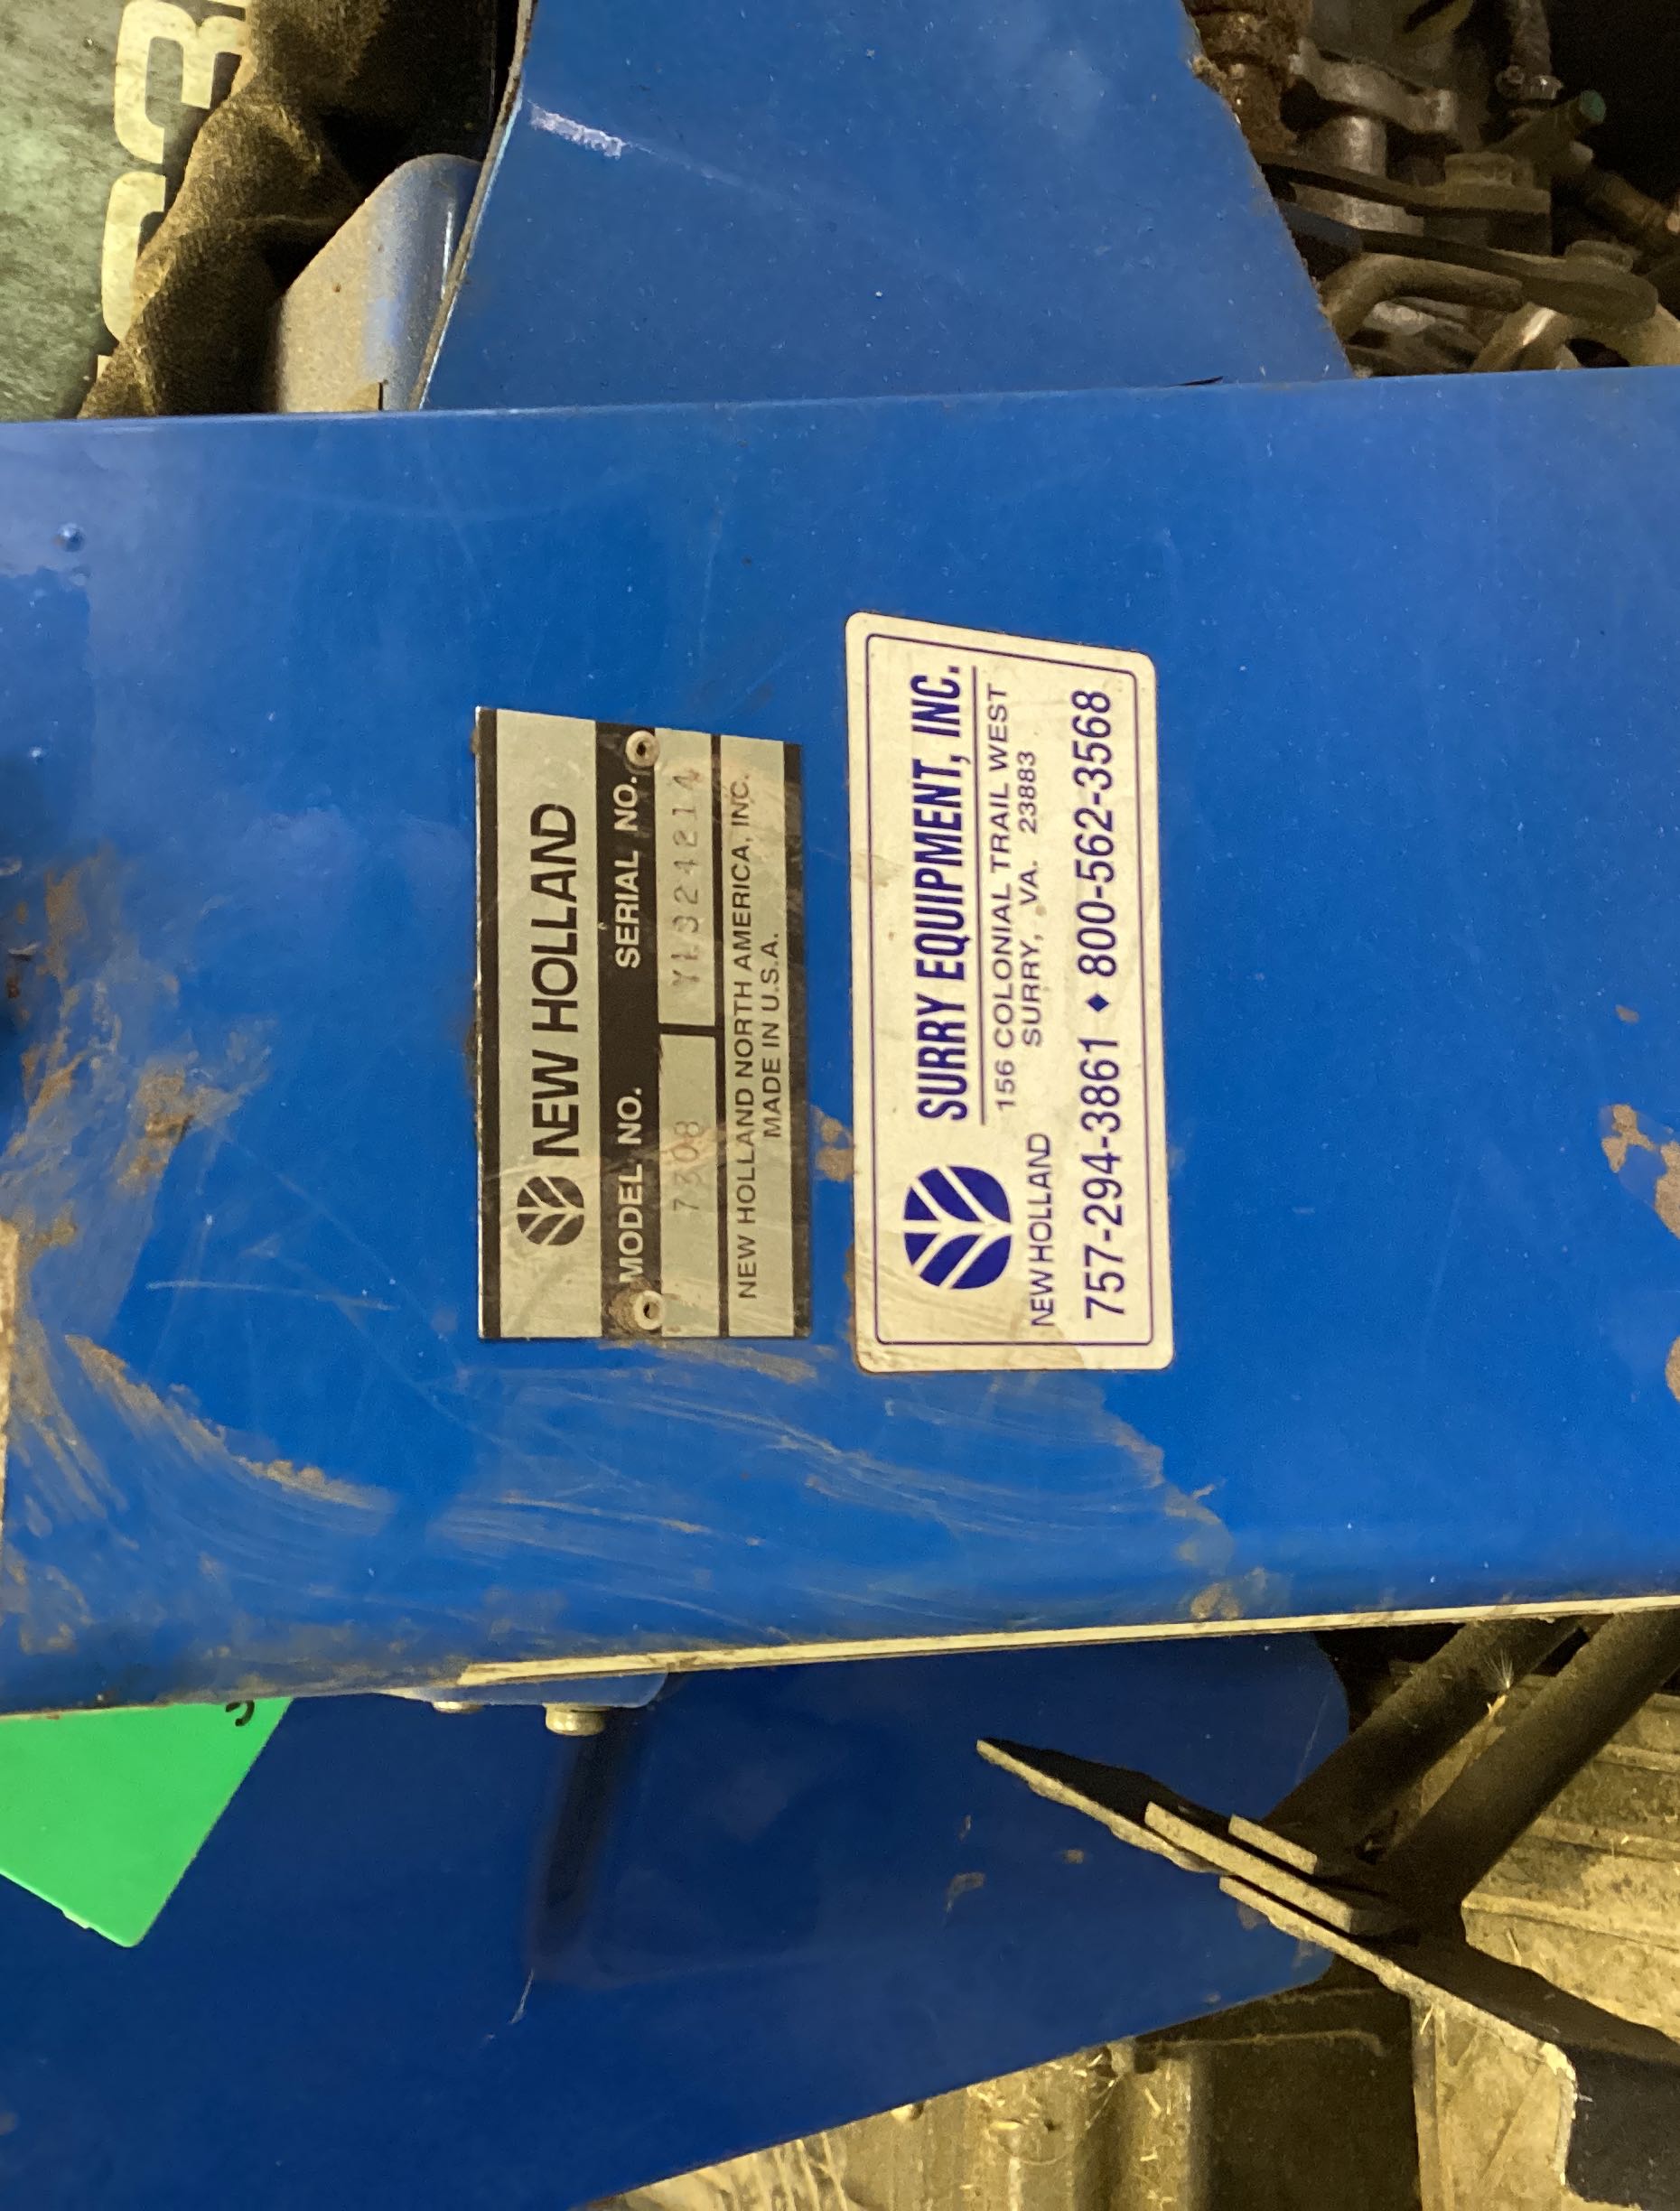 NEW HOLLAND
MODEL NO. SERIAL NO.
7308 YL324214
NEW HOLLAND NORTH AMERICA, INC.
MADE IN U.S.A.
SURRY EQUIPMENT, INC.
156 COLONIAL TRAIL WEST
SURRY, VA. 23883
NEW HOLLAND
757-294-3861 ♦ 800-562-3568